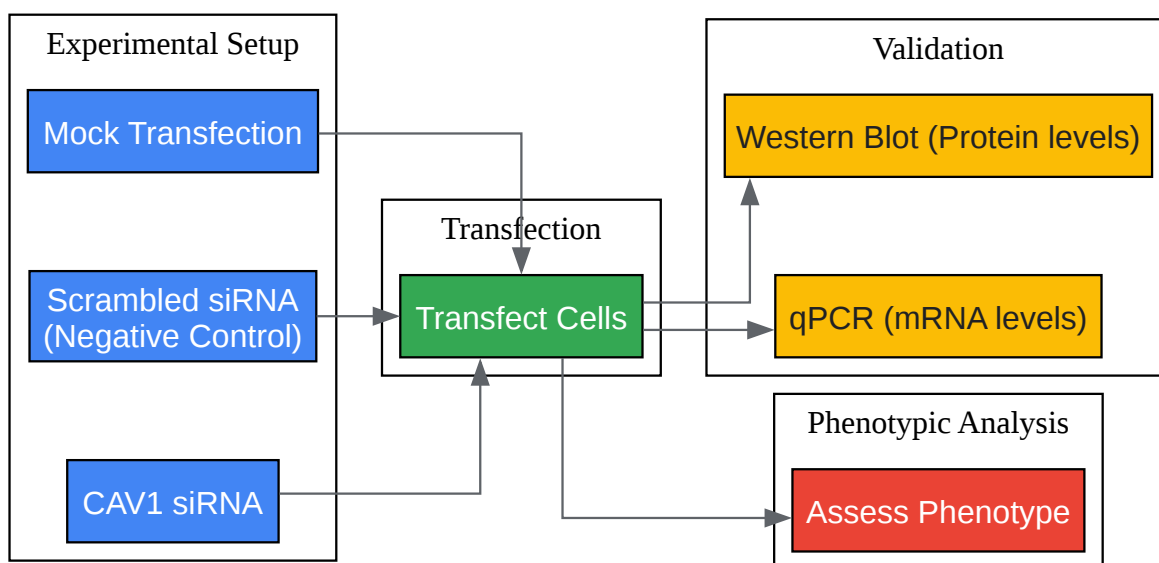 Experimental Setup
Mock Transfection
Scrambled siRNA
(Negative Control)
CAV1 siRNA
Transfection
Transfect Cells
Validation
Western Blot (Protein levels)
qPCR (mRNA levels)
Phenotypic Analysis
Assess Phenotype